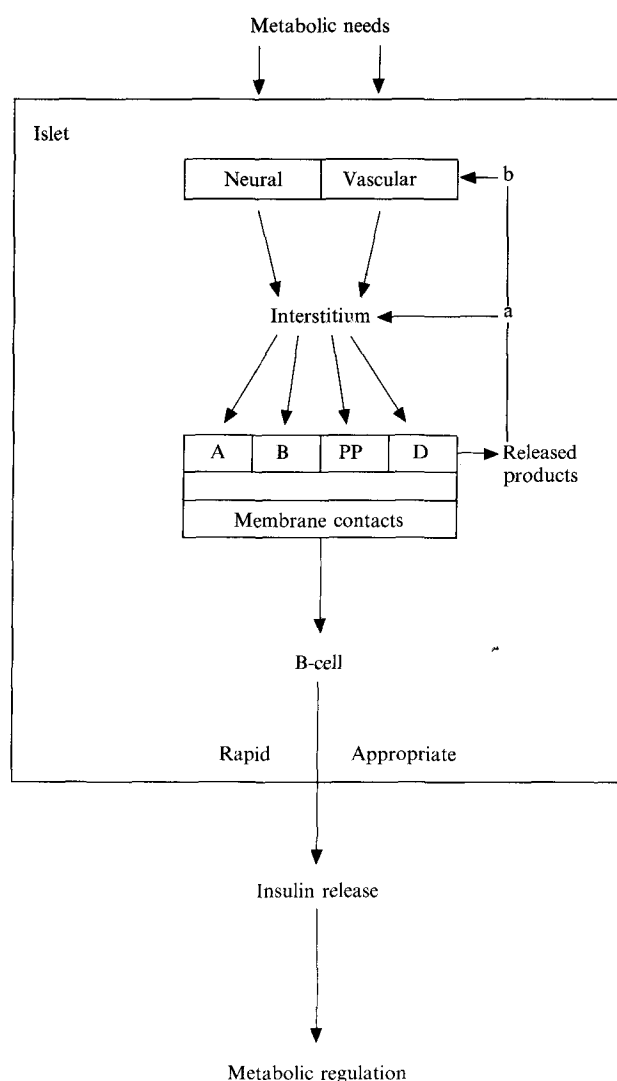 Metabolic needs
Islet
Neural Vascular
b
Interstitium
a
A B PP D
Released
products
Membrane contacts
B-cell
Rapid Appropriate
Insulin release
Metabolic regulation